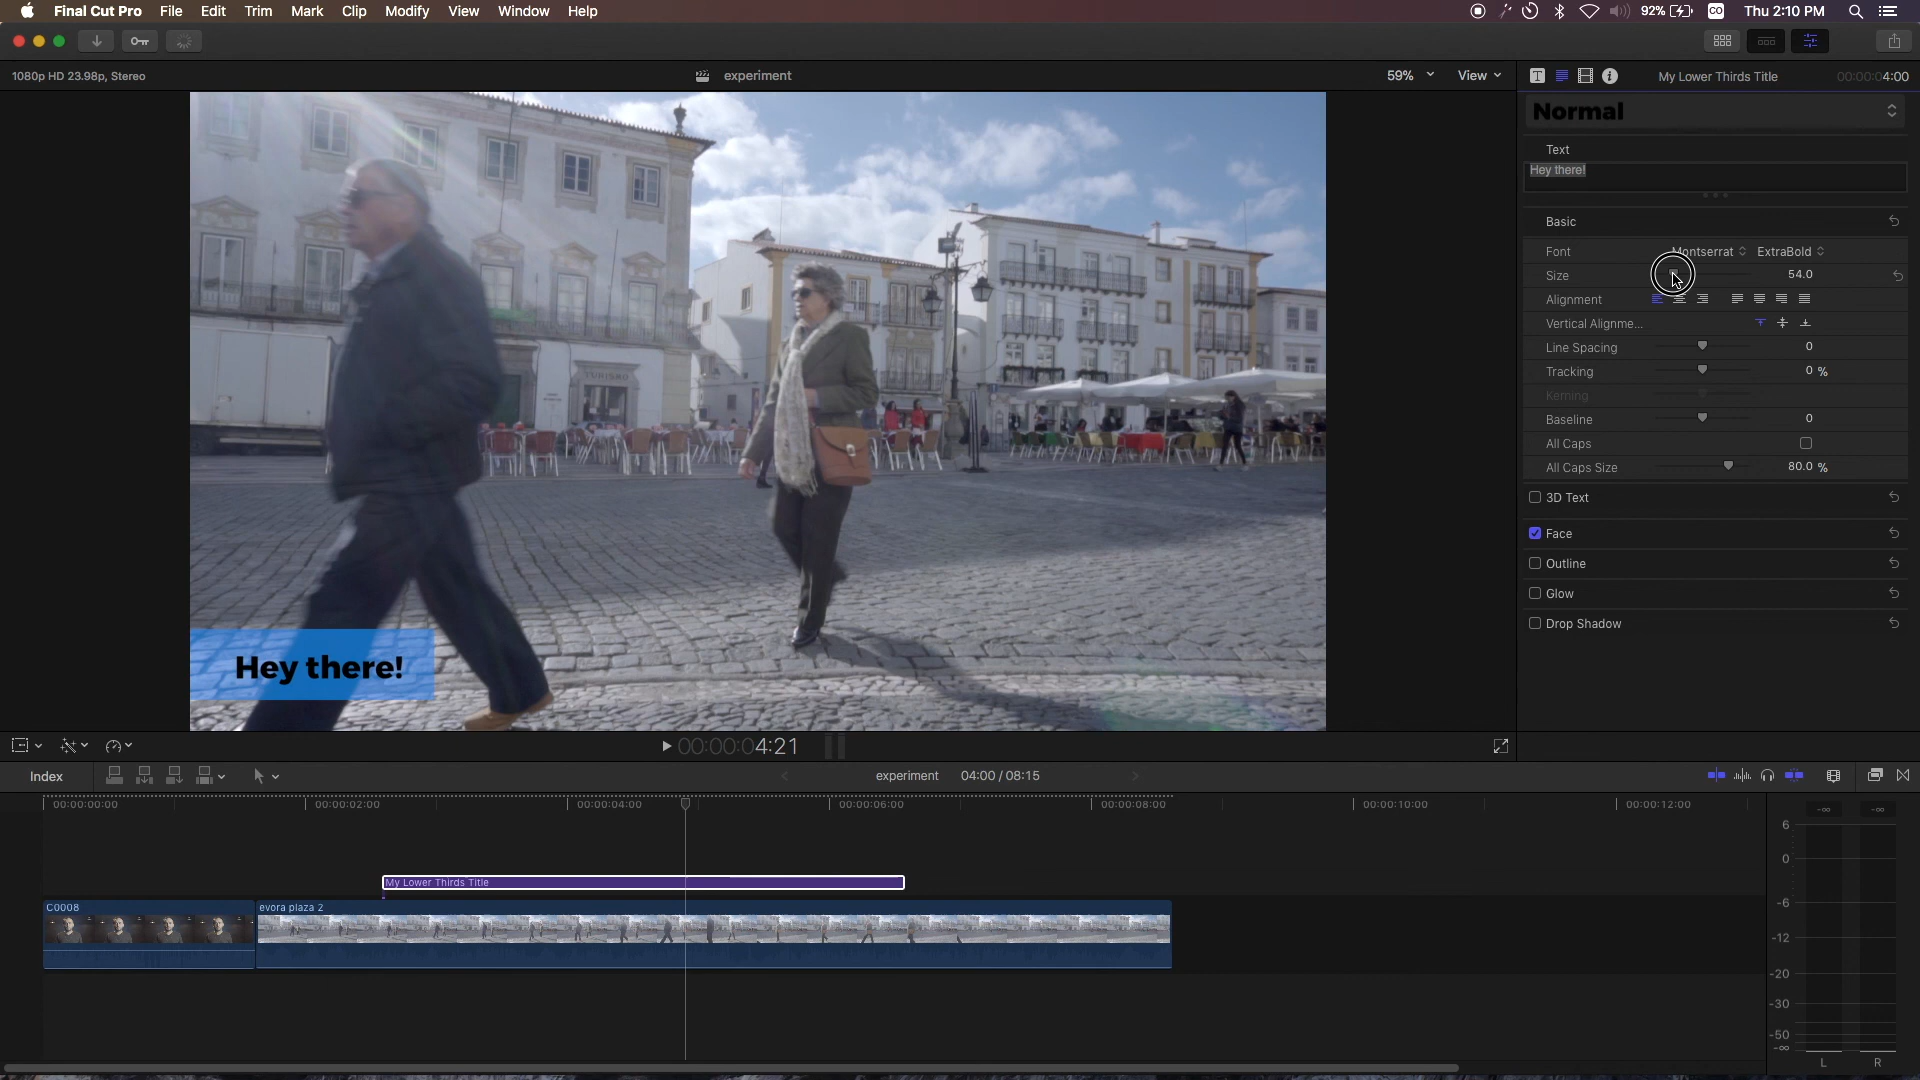 Final Cut Pro File Edit Trim Mark Clip Modify View Window Help 92% CO Thu 2:10 PM
1080p HD 23.98p, Stereo experiment 59% View My Lower Thirds Title 00:00:04:00
Normal
Text
Hey there!
Basic
Font Montserrat ExtraBold
Size 54.0
Alignment
Vertical Alignme...
Line Spacing 0
Tracking 0 %
Kerning
Baseline 0
All Caps
All Caps Size 80.0 %
3D Text
Face
Outline
Glow
Drop Shadow
TURISMO
Hey there!
00:00:04:21
Index experiment 04:00 / 08:15
00:00:00:00 00:00:02:00 00:00:04:00 00:00:06:00 00:00:08:00 00:00:10:00 00:00:12:00
My Lower Thirds Title
C0008 evora plaza 2
-∞ -∞
6
0
-6
-12
-20
-30
-50
-∞
L R